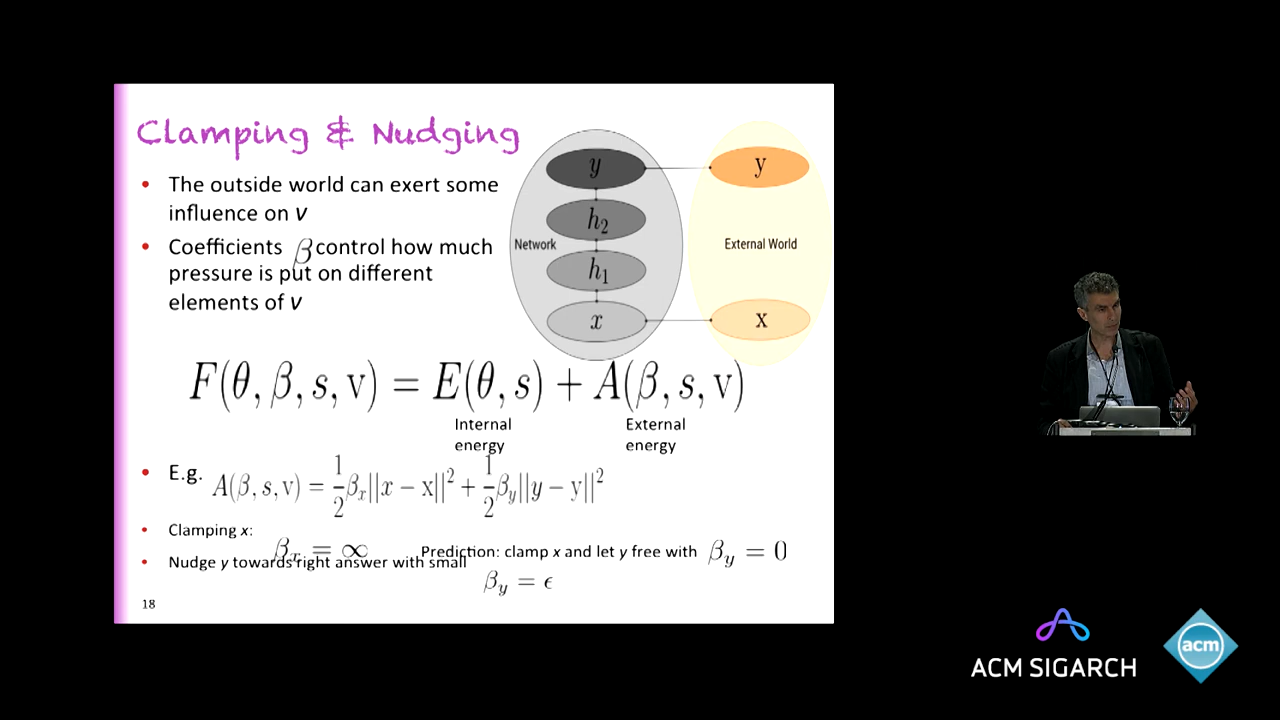 Clamping & Nudging
• The outside world can exert some
influence on v
• Coefficients β control how much
pressure is put on different
elements of v
y
h₂
h₁
x
Network
y
External World
x
F(θ, β, s, v) = E(θ, s) + A(β, s, v)
Internal
energy
External
energy
• E.g. A(β, s, v) = 1/2 βₓ||x − x||² + 1/2 β_y||y − y||²
• Clamping x: βₓ = ∞
Prediction: clamp x and let y free with β_y = 0
• Nudge y towards right answer with small β_y = ϵ
18
ACM SIGARCH
acm